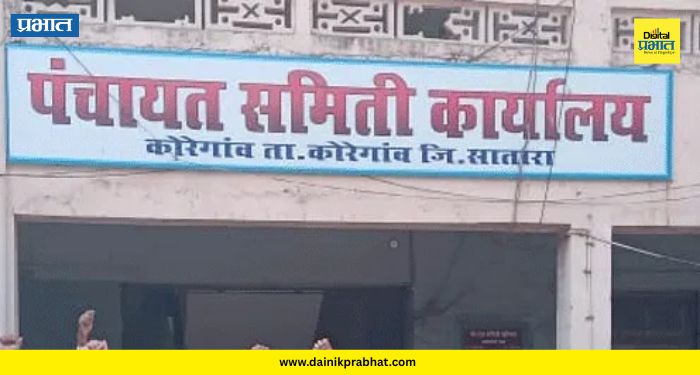 प्रभात
Digital
प्रभात
पंचायत समिती कार्यालय
कोरेगांव ता.कोरेगांव जि.सातारा
www.dainikprabhat.com